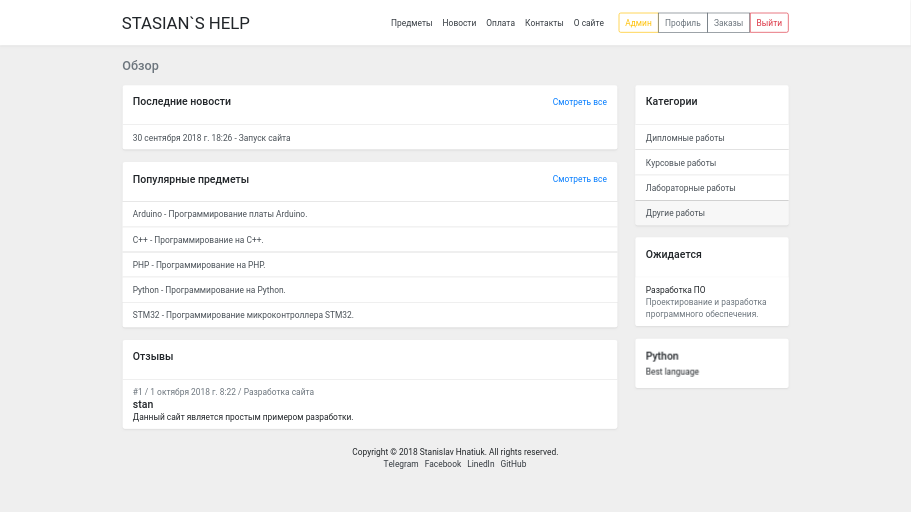 STASIAN`S HELP
Предметы Новости Оплата Контакты О сайте Админ Профиль Заказы Выйти
Обзор
Последние новости Смотреть все
30 сентября 2018 г. 18:26 - Запуск сайта
Популярные предметы Смотреть все
Arduino - Программирование платы Arduino.
C++ - Программирование на C++.
PHP - Программирование на PHP.
Python - Программирование на Python.
STM32 - Программирование микроконтроллера STM32.
Отзывы
#1 / 1 октября 2018 г. 8:22 / Разработка сайта
stan
Данный сайт является простым примером разработки.
Категории
Дипломные работы
Курсовые работы
Лабораторные работы
Другие работы
Ожидается
Разработка ПО
Проектирование и разработка
программного обеспечения.
Python
Best language
Copyright © 2018 Stanislav Hnatiuk. All rights reserved.
Telegram Facebook LinedIn GitHub